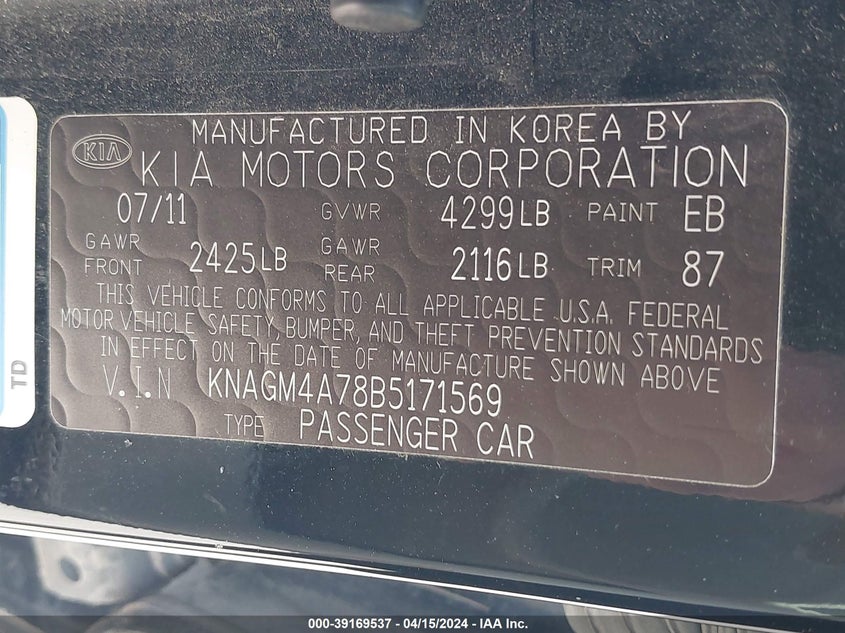 MANUFACTURED IN KOREA BY
KIA KIA MOTORS CORPORATION
07/11 GVWR 4299LB PAINT EB
GAWR FRONT 2425LB GAWR REAR 2116LB TRIM 87
THIS VEHICLE CONFORMS TO ALL APPLICABLE U.S.A. FEDERAL
MOTOR VEHICLE SAFETY, BUMPER, AND THEFT PREVENTION STANDARDS
IN EFFECT ON THE DATE OF MANUFACTURE SHOWN ABOVE
V.I.N KNAGM4A78B5171569
TYPE PASSENGER CAR
TD
000-39169537 - 04/15/2024 - IAA Inc.